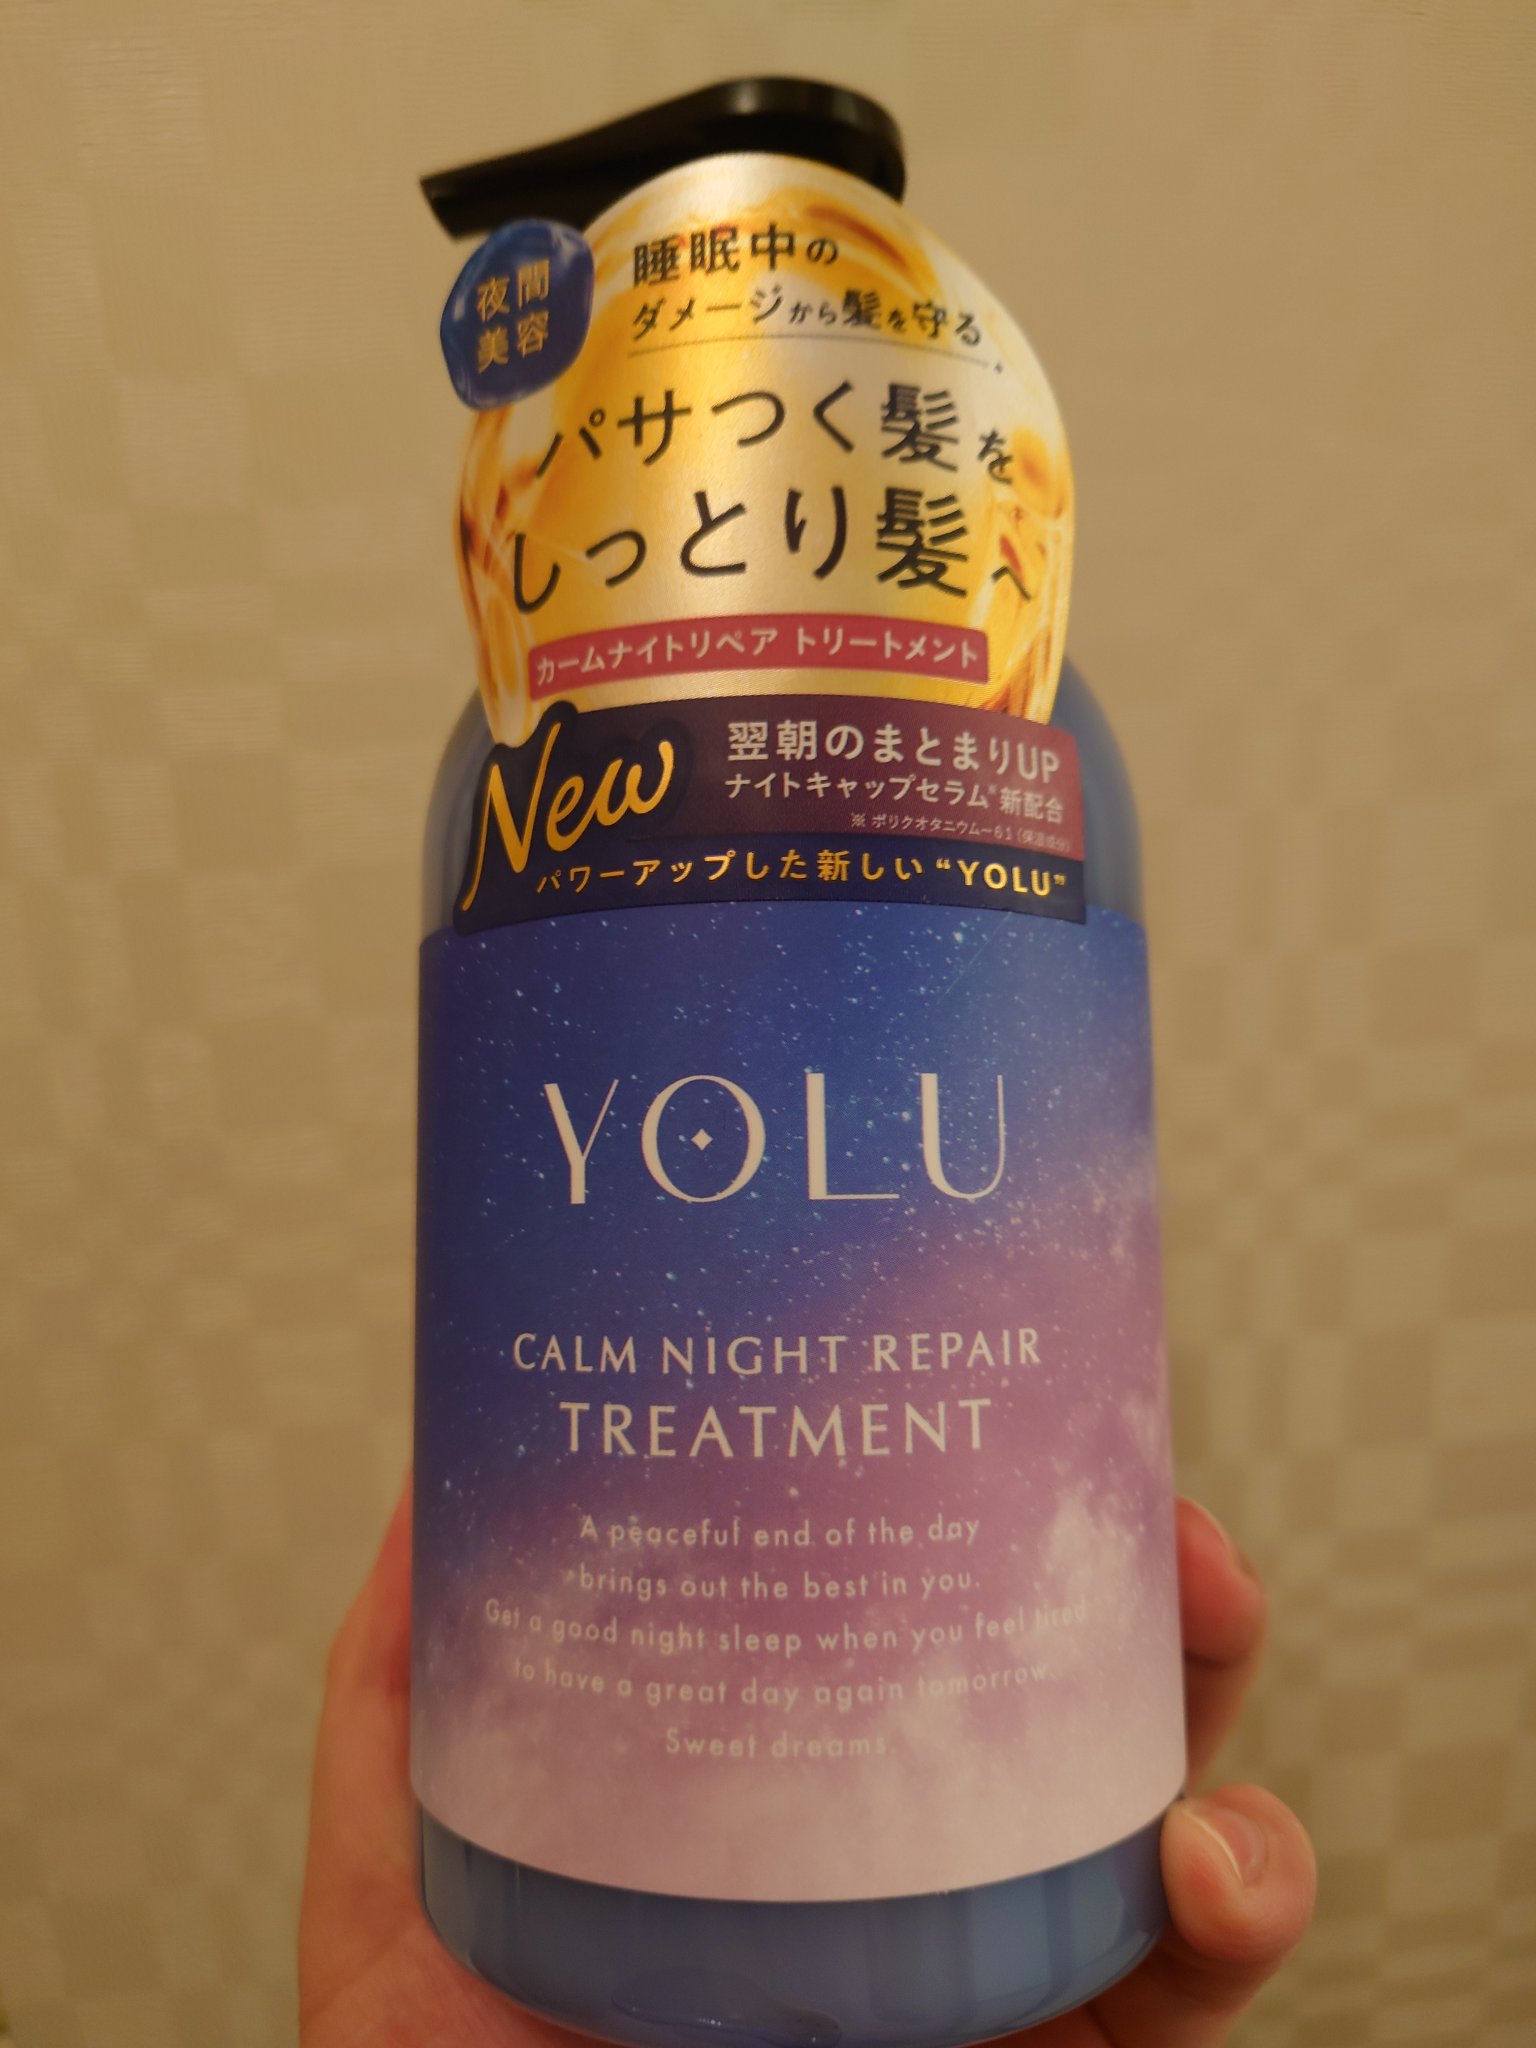 夜間
美容
睡眠中の
ダメージから髪を守る
パサつく髪を
しっとり髪へ
カームナイトリペア トリートメント
New
翌朝のまとまりUP
ナイトキャップセラム※新配合
※ ポリクオタニウム-61(保湿成分)
パワーアップした新しい“YOLU”
YOLU
CALM NIGHT REPAIR
TREATMENT
A peaceful end of the day
brings out the best in you.
Get a good night sleep when you feel tired
to have a great day again tomorrow.
Sweet dreams.